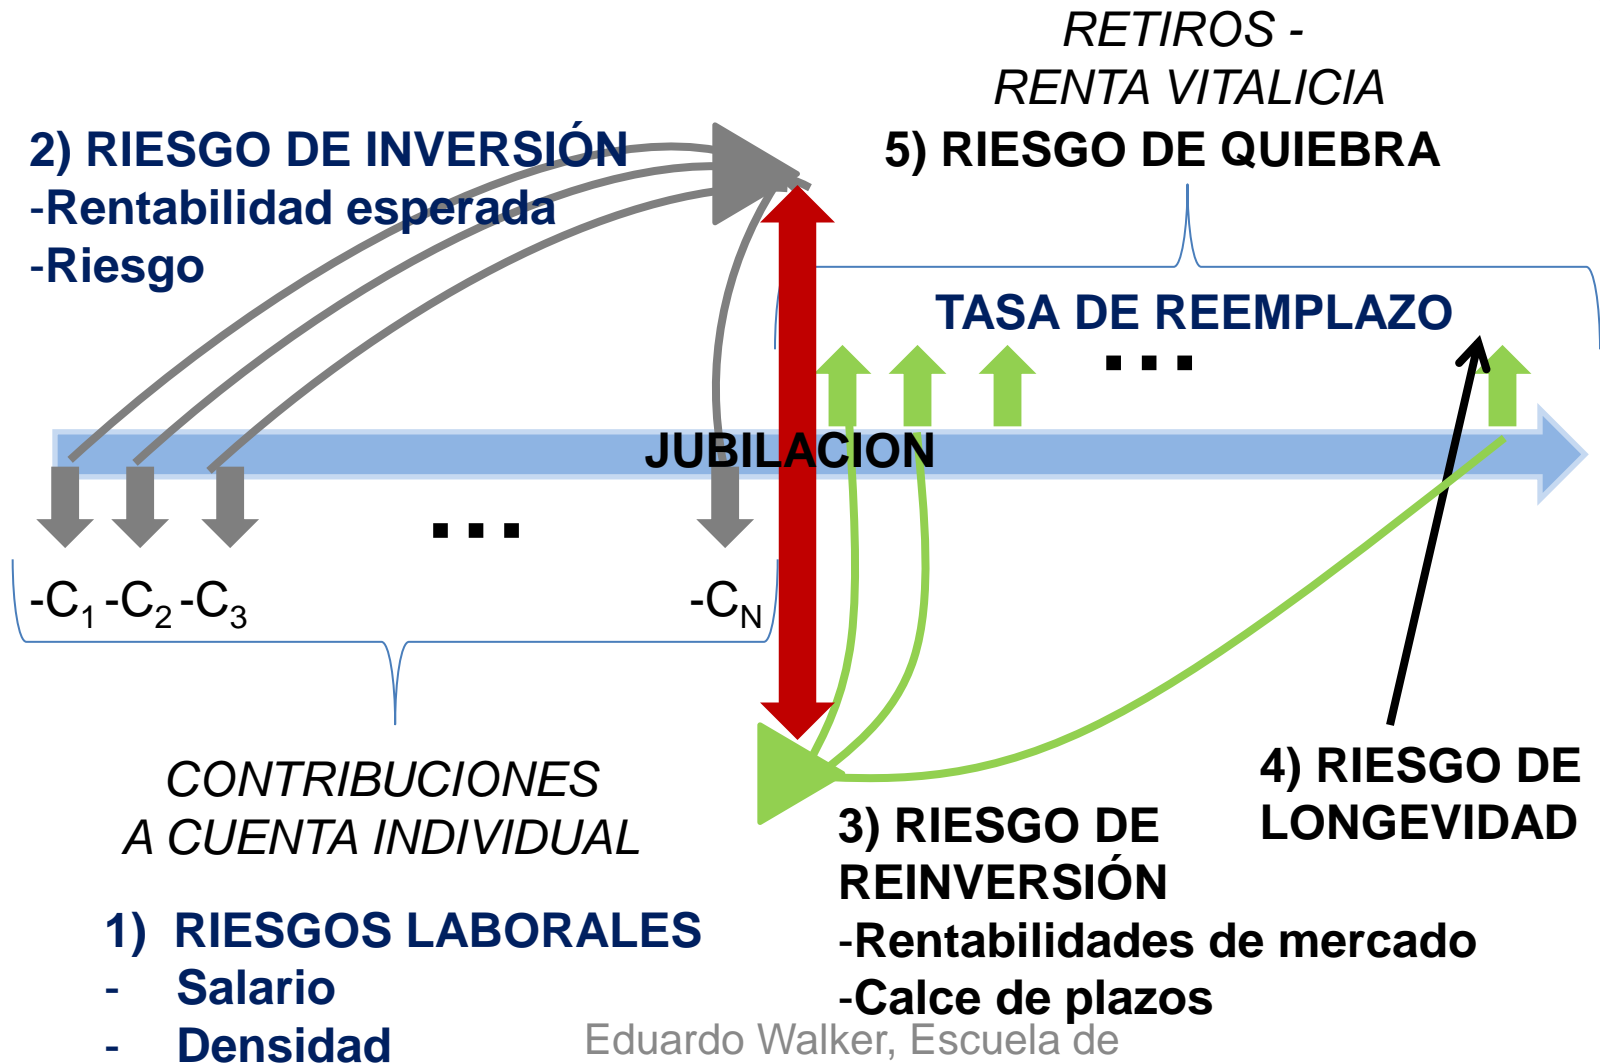 RETIROS -
RENTA VITALICIA
2) RIESGO DE INVERSIÓN
-Rentabilidad esperada
-Riesgo
5) RIESGO DE QUIEBRA
TASA DE REEMPLAZO
...
JUBILACION
...
-C1 -C2 -C3
-CN
CONTRIBUCIONES
A CUENTA INDIVIDUAL
1) RIESGOS LABORALES
- Salario
- Densidad
3) RIESGO DE
REINVERSIÓN
-Rentabilidades de mercado
-Calce de plazos
4) RIESGO DE
LONGEVIDAD
Eduardo Walker, Escuela de